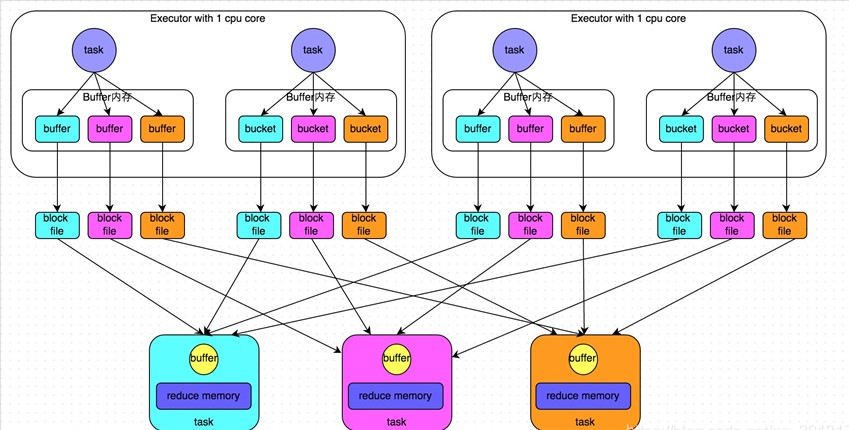 Executor with 1 cpu core
Executor with 1 cpu core
task
task
task
task
Buffer内存
Buffer内存
Buffer内存
Buffer内存
buffer
buffer
buffer
bucket
bucket
bucket
buffer
buffer
buffer
bucket
bucket
bucket
block
file
block
file
block
file
block
file
block
file
block
file
block
file
block
file
block
file
block
file
block
file
block
file
buffer
buffer
buffer
reduce memory
reduce memory
reduce memory
task
task
task